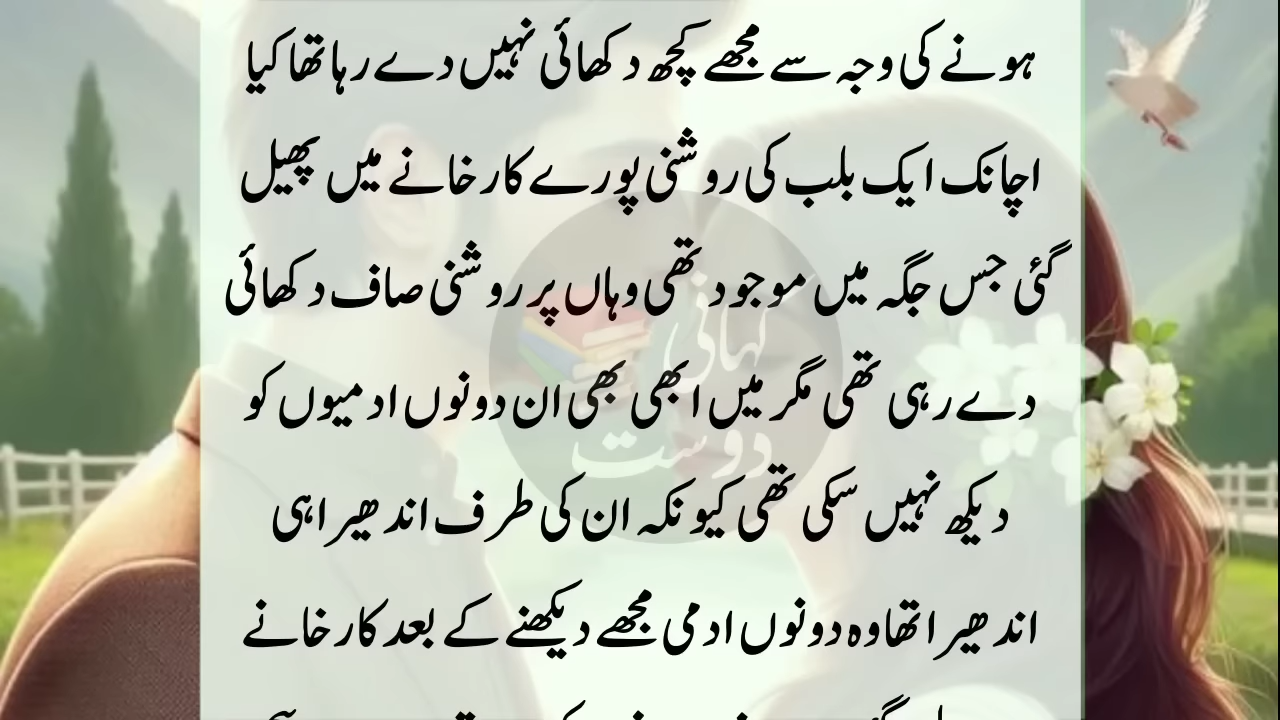 ہونے کی وجہ سے مجھے کچھ دکھائی نہیں دے رہا تھا کیا
اچانک ایک بلب کی روشنی پورے کارخانے میں پھیل
گئی جس جگہ میں موجود تھی وہاں پر روشنی صاف دکھائی
دے رہی تھی مگر میں ابھی بھی ان دونوں ادمیوں کو
دیکھ نہیں سکی تھی کیونکہ ان کی طرف اندھیرا ہی
اندھیرا تھا وہ دونوں ادمی مجھے دیکھنے کے بعد کارخانے
کہانی
دوست